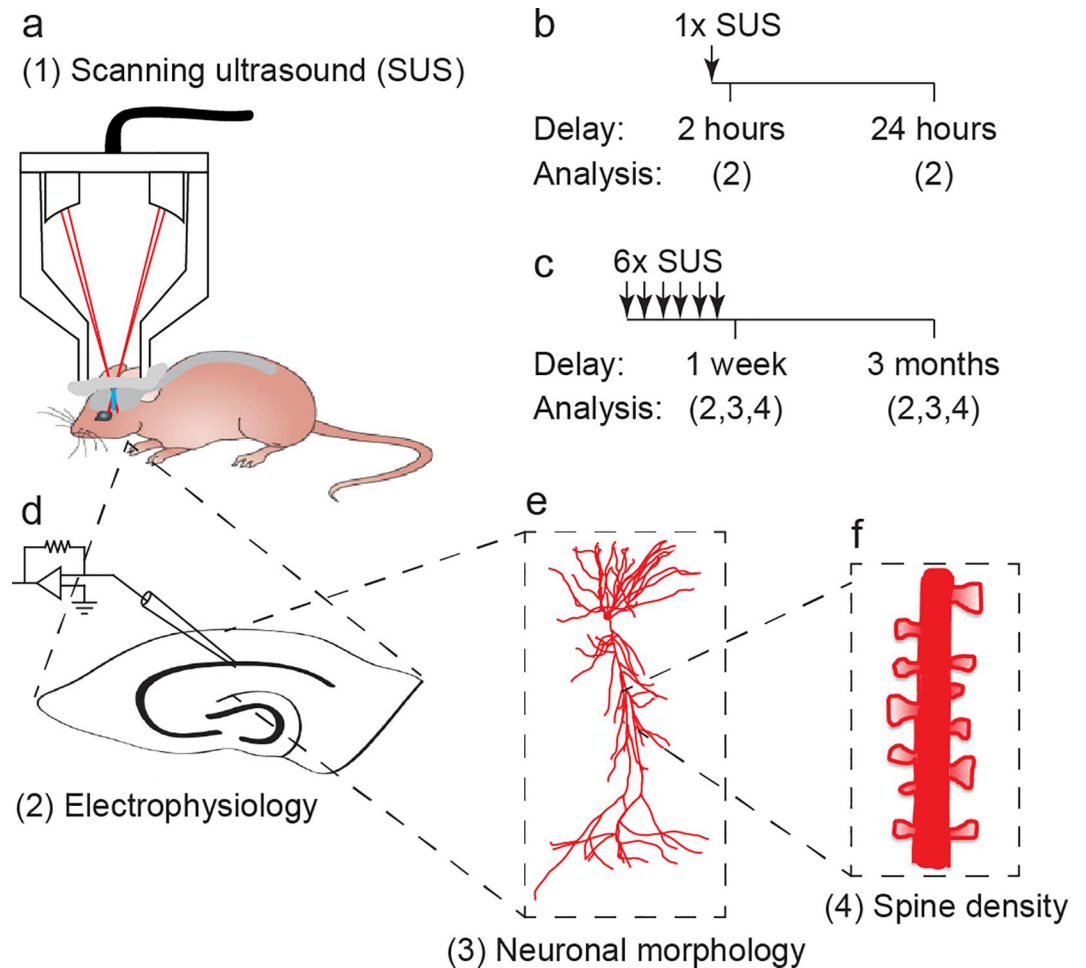 a
(1) Scanning ultrasound (SUS)
b
1x SUS
Delay: 2 hours 24 hours
Analysis: (2) (2)
c
6x SUS
Delay: 1 week 3 months
Analysis: (2,3,4) (2,3,4)
d
(2) Electrophysiology
e
(3) Neuronal morphology
f
(4) Spine density